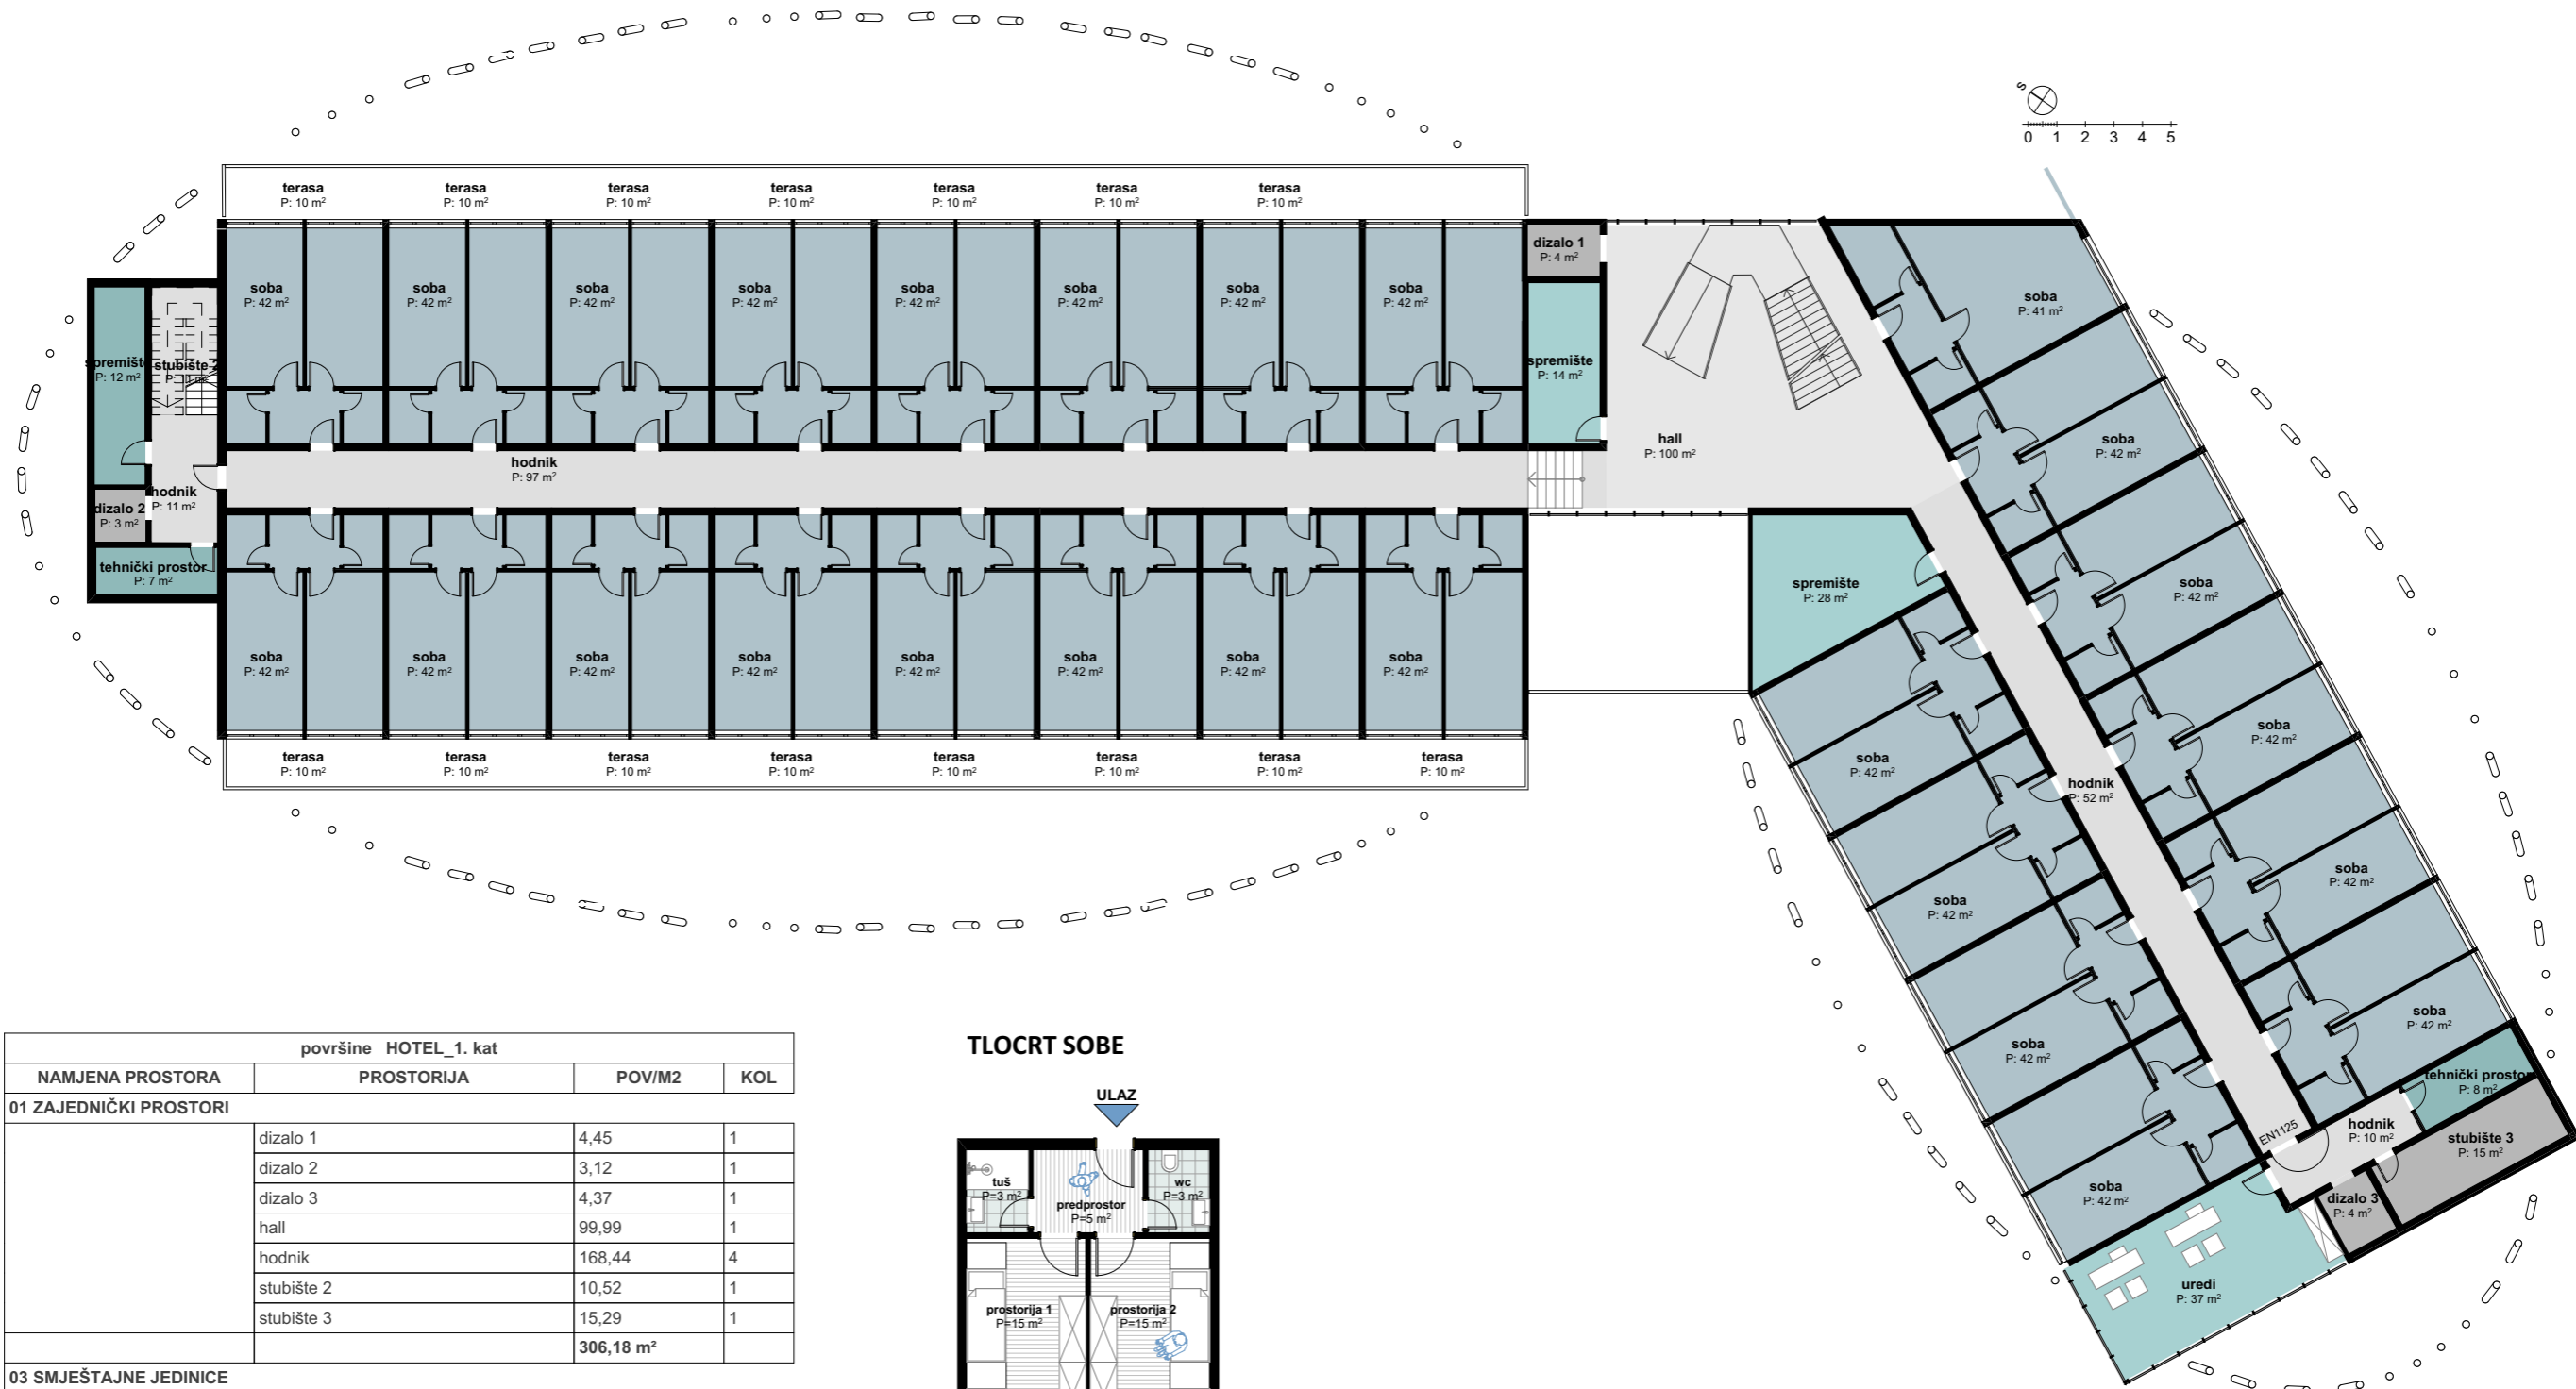 S
0 1 2 3 4 5
terasa terasa terasa terasa terasa terasa terasa
P: 10 m² P: 10 m² P: 10 m² P: 10 m² P: 10 m² P: 10 m² P: 10 m²
dizalo 1
P: 4 m²
soba soba soba soba soba soba soba soba
P: 42 m² P: 42 m² P: 42 m² P: 42 m² P: 42 m² P: 42 m² P: 42 m² P: 42 m²
soba
P: 41 m²
spremište
P: 12 m²
stubište 2
spremište
P: 14 m²
hall
P: 100 m²
soba
P: 42 m²
hodnik
P: 97 m²
hodnik
P: 11 m²
dizalo 2
P: 3 m²
tehnički prostor
P: 7 m²
spremište
P: 28 m²
soba
P: 42 m²
soba soba soba soba soba soba soba soba
P: 42 m² P: 42 m² P: 42 m² P: 42 m² P: 42 m² P: 42 m² P: 42 m² P: 42 m²
soba
P: 42 m²
terasa terasa terasa terasa terasa terasa terasa terasa
P: 10 m² P: 10 m² P: 10 m² P: 10 m² P: 10 m² P: 10 m² P: 10 m² P: 10 m²
soba
P: 42 m²
hodnik
P: 52 m²
soba
P: 42 m²
soba
P: 42 m²
soba
P: 42 m²
soba
P: 42 m²
tehnički prostor
P: 8 m²
EN1125
hodnik
P: 10 m²
stubište 3
P: 15 m²
soba
P: 42 m²
dizalo 3
P: 4 m²
uredi
P: 37 m²
površine HOTEL_1. kat
NAMJENA PROSTORA PROSTORIJA POV/M2 KOL
01 ZAJEDNIČKI PROSTORI
dizalo 1 4,45 1
dizalo 2 3,12 1
dizalo 3 4,37 1
hall 99,99 1
hodnik 168,44 4
stubište 2 10,52 1
stubište 3 15,29 1
306,18 m²
03 SMJEŠTAJNE JEDINICE
TLOCRT SOBE
ULAZ
tuš
P=3 m²
wc
P=3 m²
predprostor
P=5 m²
prostorija 1
P=15 m²
prostorija 2
P=15 m²